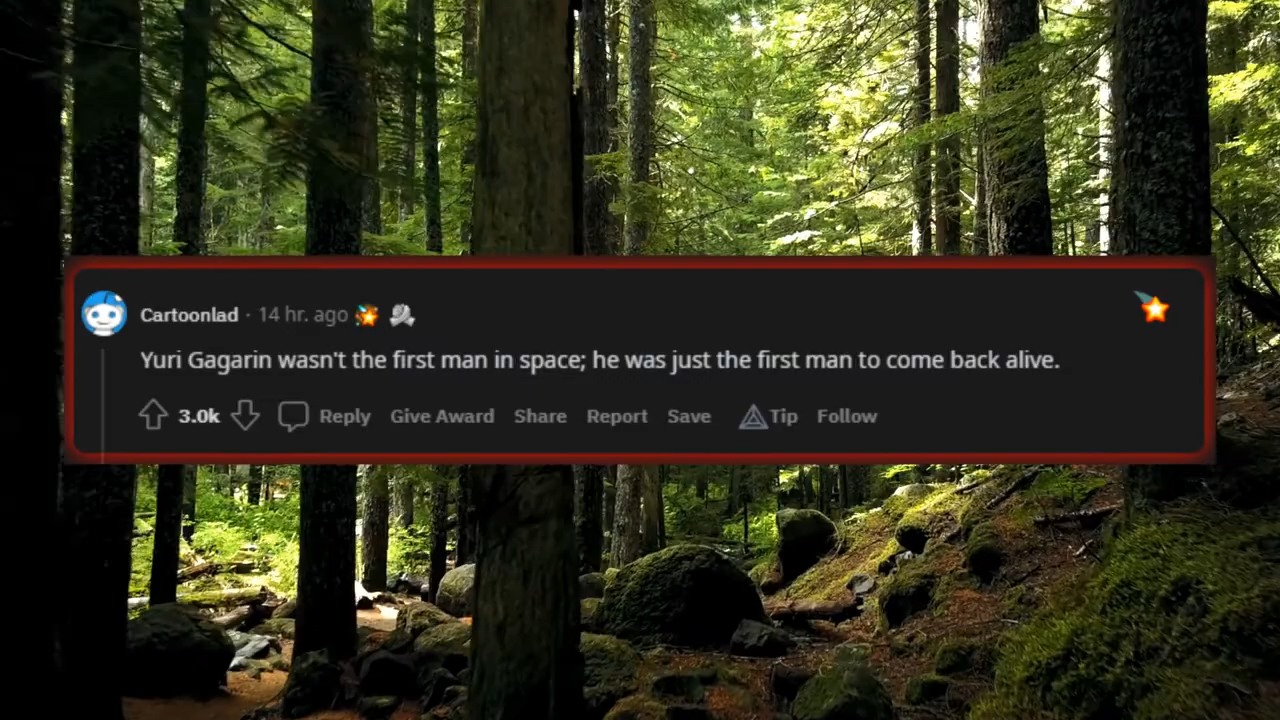 Cartoonlad · 14 hr. ago
Yuri Gagarin wasn't the first man in space; he was just the first man to come back alive.
3.0k Reply Give Award Share Report Save Tip Follow